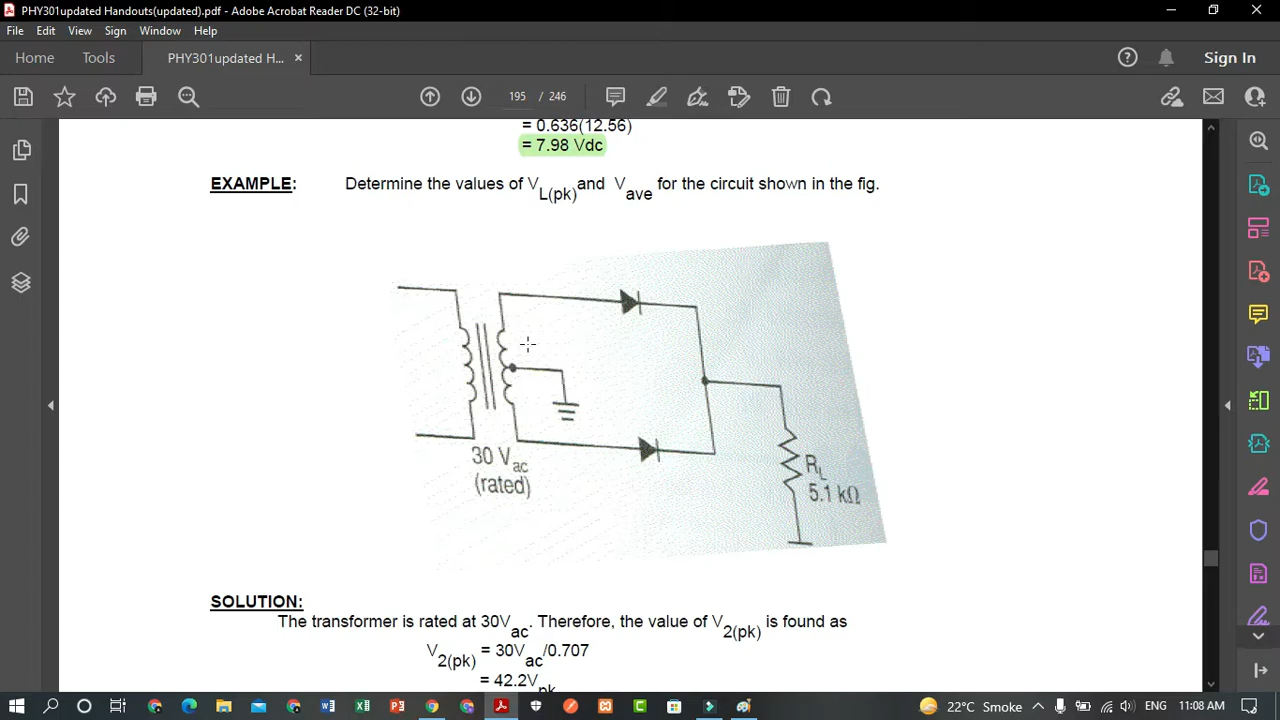 PHY301updated Handouts(updated).pdf - Adobe Acrobat Reader DC (32-bit)
File Edit View Sign Window Help
Home Tools PHY301updated H... ×
Sign In
195 / 246
= 0.636(12.56)
= 7.98 Vdc
EXAMPLE: Determine the values of VL(pk)and Vave for the circuit shown in the fig.
30 Vac
(rated)
RL
5.1 kΩ
SOLUTION:
The transformer is rated at 30Vac. Therefore, the value of V2(pk) is found as
V2(pk) = 30Vac/0.707
= 42.2Vpk
22°C Smoke ENG 11:08 AM